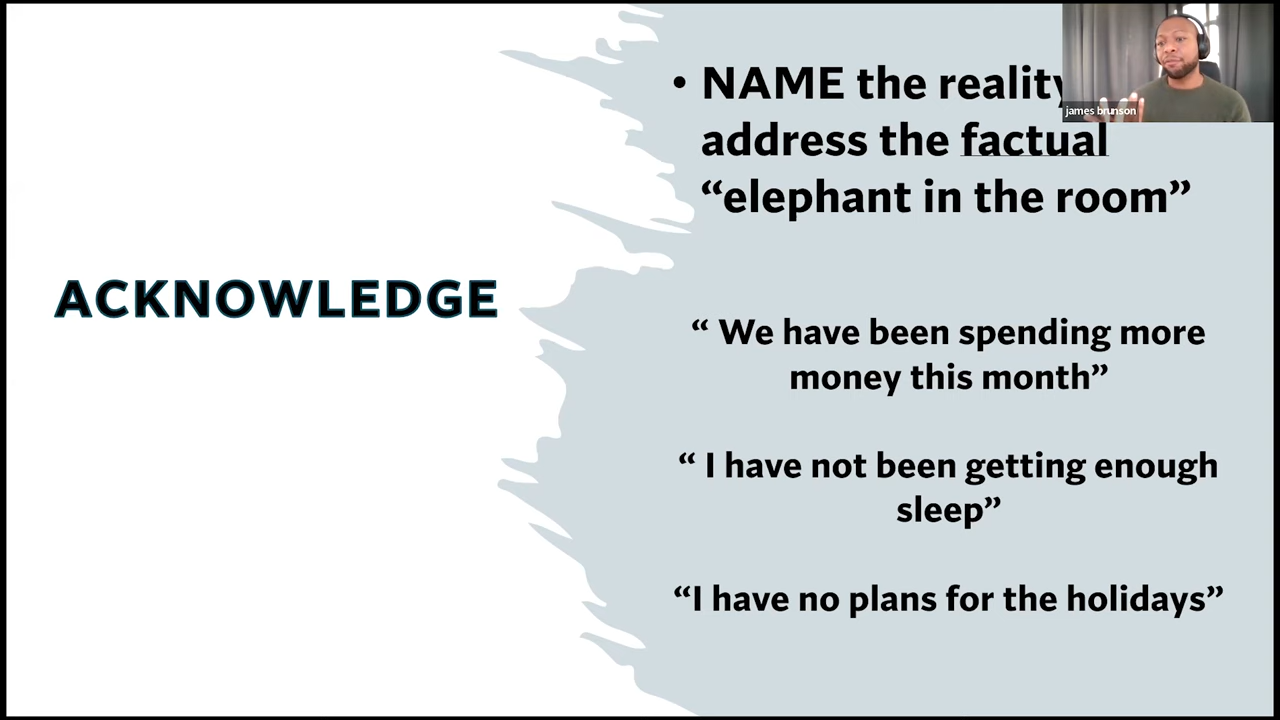 ACKNOWLEDGE
• NAME the reality
address the factual
“elephant in the room”
“ We have been spending more
money this month”
“ I have not been getting enough
sleep”
“I have no plans for the holidays”
james brunson